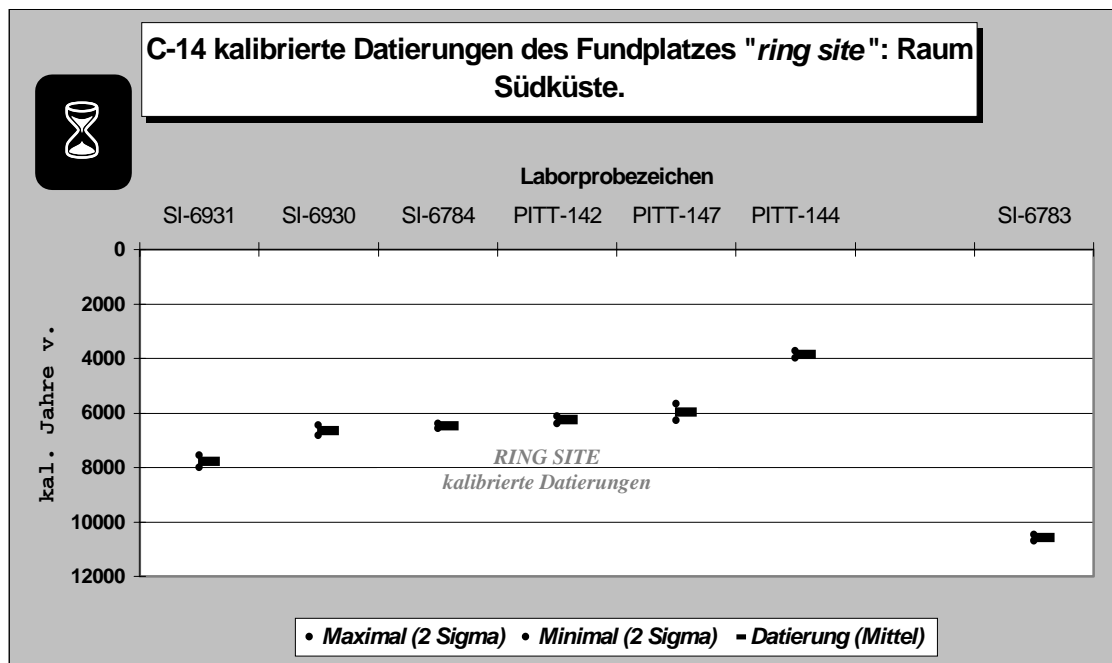 C-14 kalibrierte Datierungen des Fundplatzes "ring site": Raum
Südküste.
Laborprobezeichen
SI-6931 SI-6930 SI-6784 PITT-142 PITT-147 PITT-144 SI-6783
0
2000
4000
6000
8000
10000
12000
kal. Jahre v.
RING SITE
kalibrierte Datierungen
Maximal (2 Sigma) Minimal (2 Sigma) Datierung (Mittel)